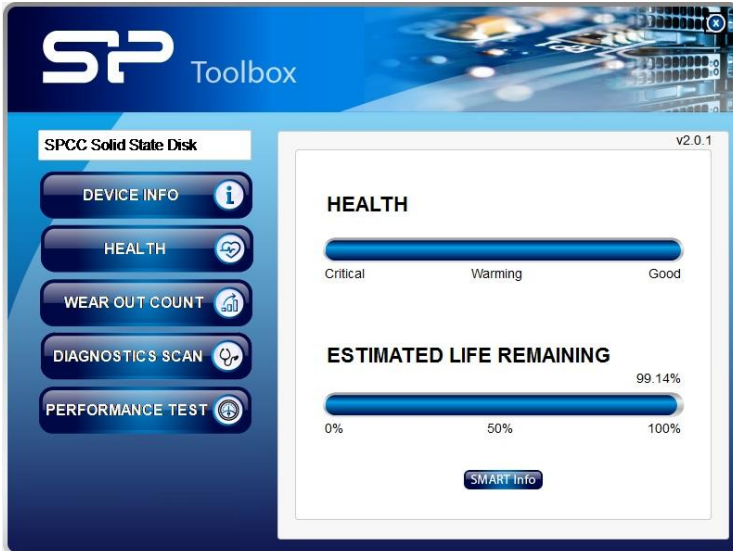 SP Toolbox
v2.0.1
SPCC Solid State Disk
DEVICE INFO
HEALTH
WEAR OUT COUNT
DIAGNOSTICS SCAN
PERFORMANCE TEST
HEALTH
Critical Warming Good
ESTIMATED LIFE REMAINING
99.14%
0% 50% 100%
SMART Info